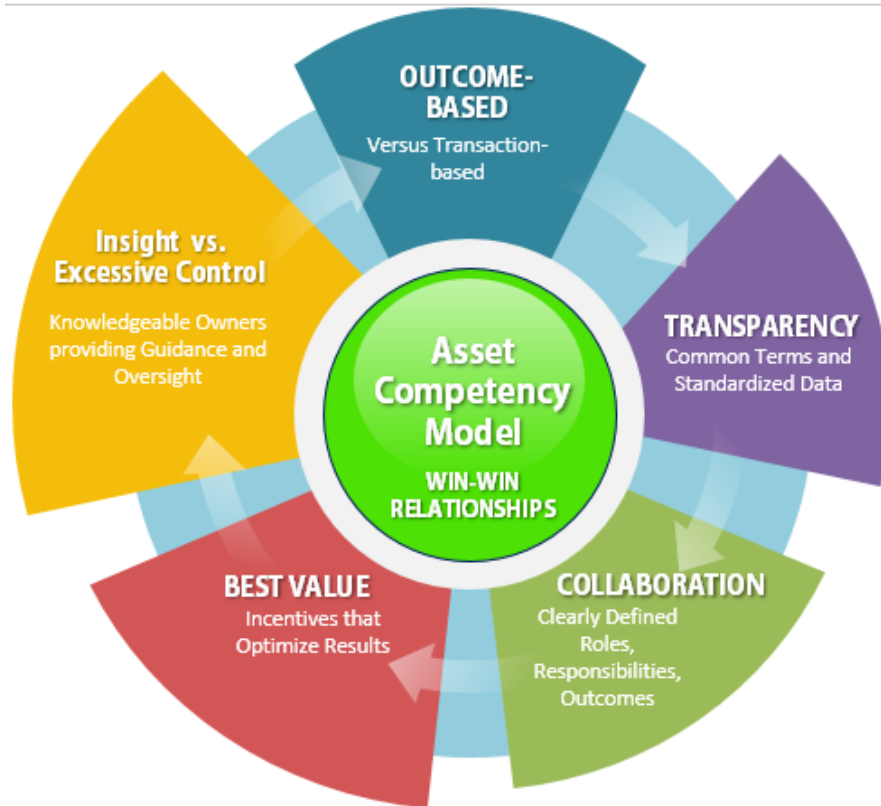 OUTCOME-
BASED
Versus Transaction-
based
TRANSPARENCY
Common Terms and
Standardized Data
COLLABORATION
Clearly Defined
Roles,
Responsibilities,
Outcomes
BEST VALUE
Incentives that
Optimize Results
Insight vs.
Excessive Control
Knowledgeable Owners
providing Guidance and
Oversight
Asset
Competency
Model
WIN-WIN
RELATIONSHIPS